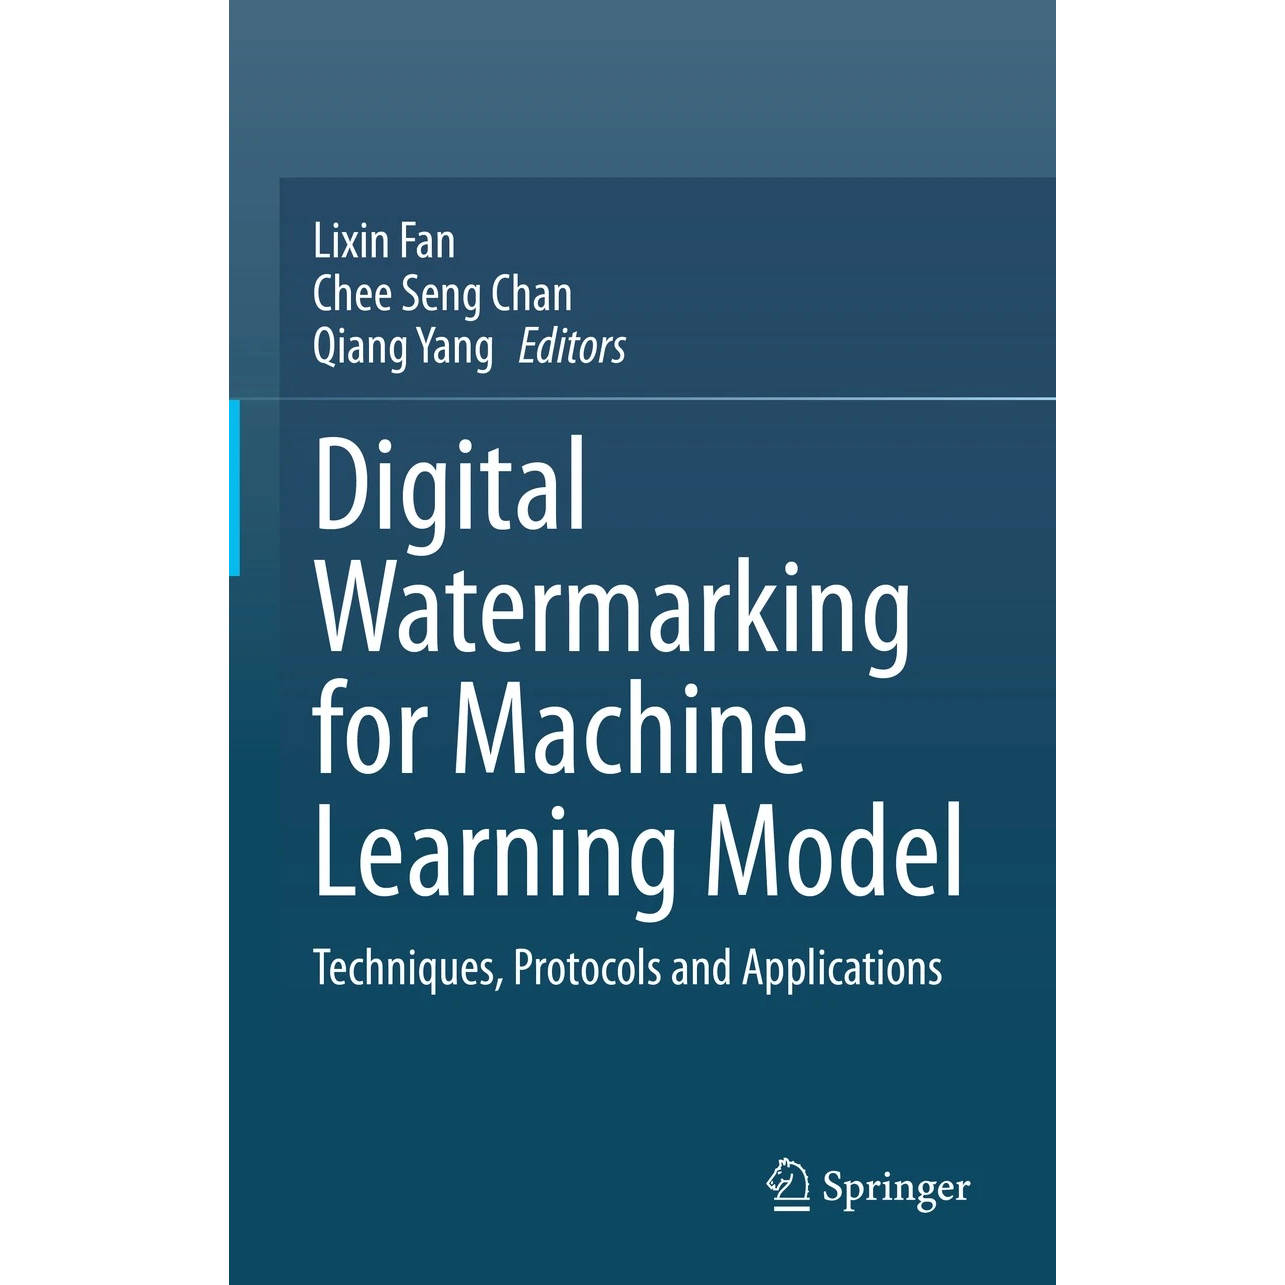 Lixin Fan
Chee Seng Chan
Qiang Yang Editors
Digital
Watermarking
for Machine
Learning Model
Techniques, Protocols and Applications
Springer